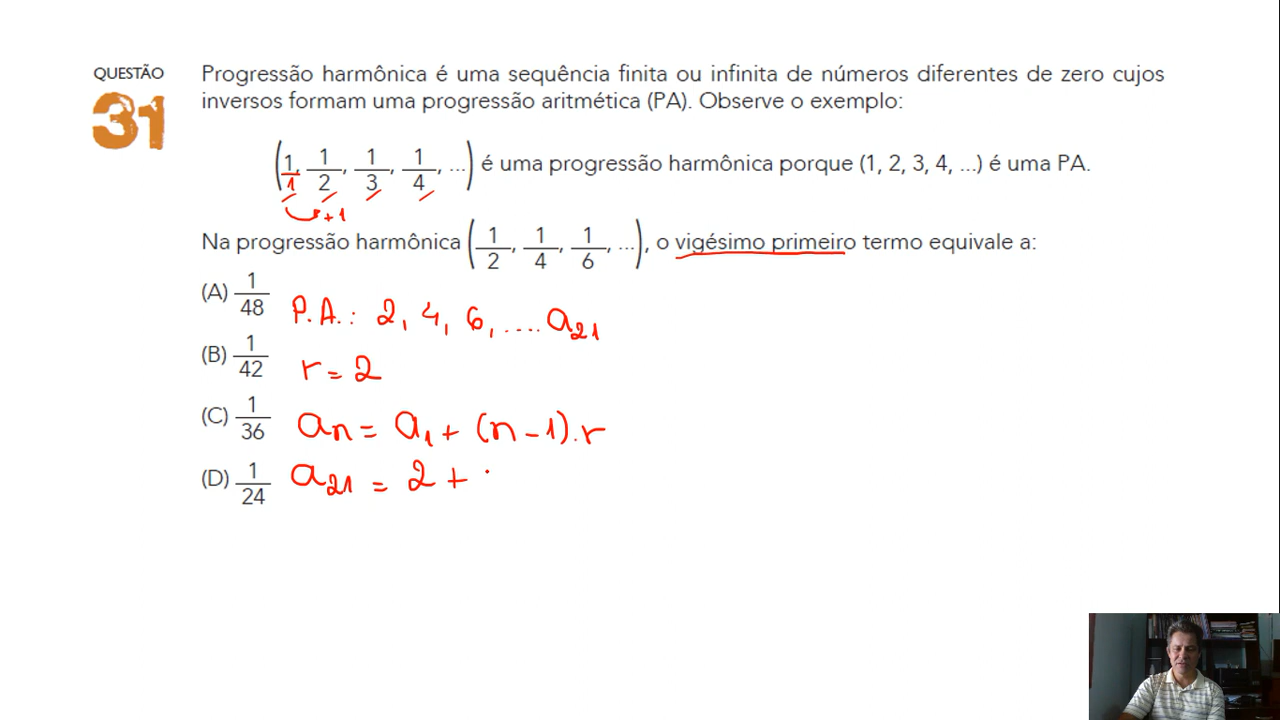 QUESTÃO
31
Progressão harmônica é uma sequência finita ou infinita de números diferentes de zero cujos
inversos formam uma progressão aritmética (PA). Observe o exemplo:
(1/1, 1/2, 1/3, 1/4, ...) é uma progressão harmônica porque (1, 2, 3, 4, ...) é uma PA.
+1
Na progressão harmônica (1/2, 1/4, 1/6, ...), o vigésimo primeiro termo equivale a:
(A) 1/48
P.A.: 2, 4, 6, .... a21
(B) 1/42
r = 2
(C) 1/36
an = a1 + (n - 1).r
(D) 1/24
a21 = 2 +